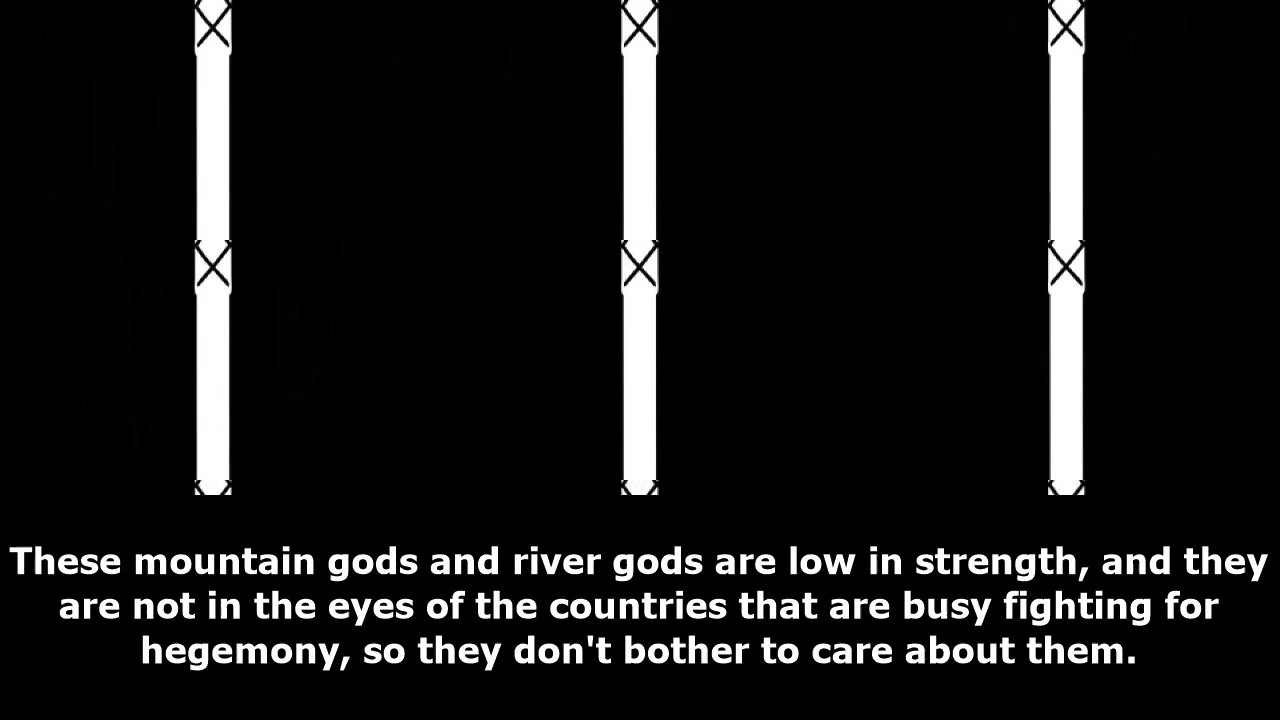 These mountain gods and river gods are low in strength, and they
are not in the eyes of the countries that are busy fighting for
hegemony, so they don't bother to care about them.